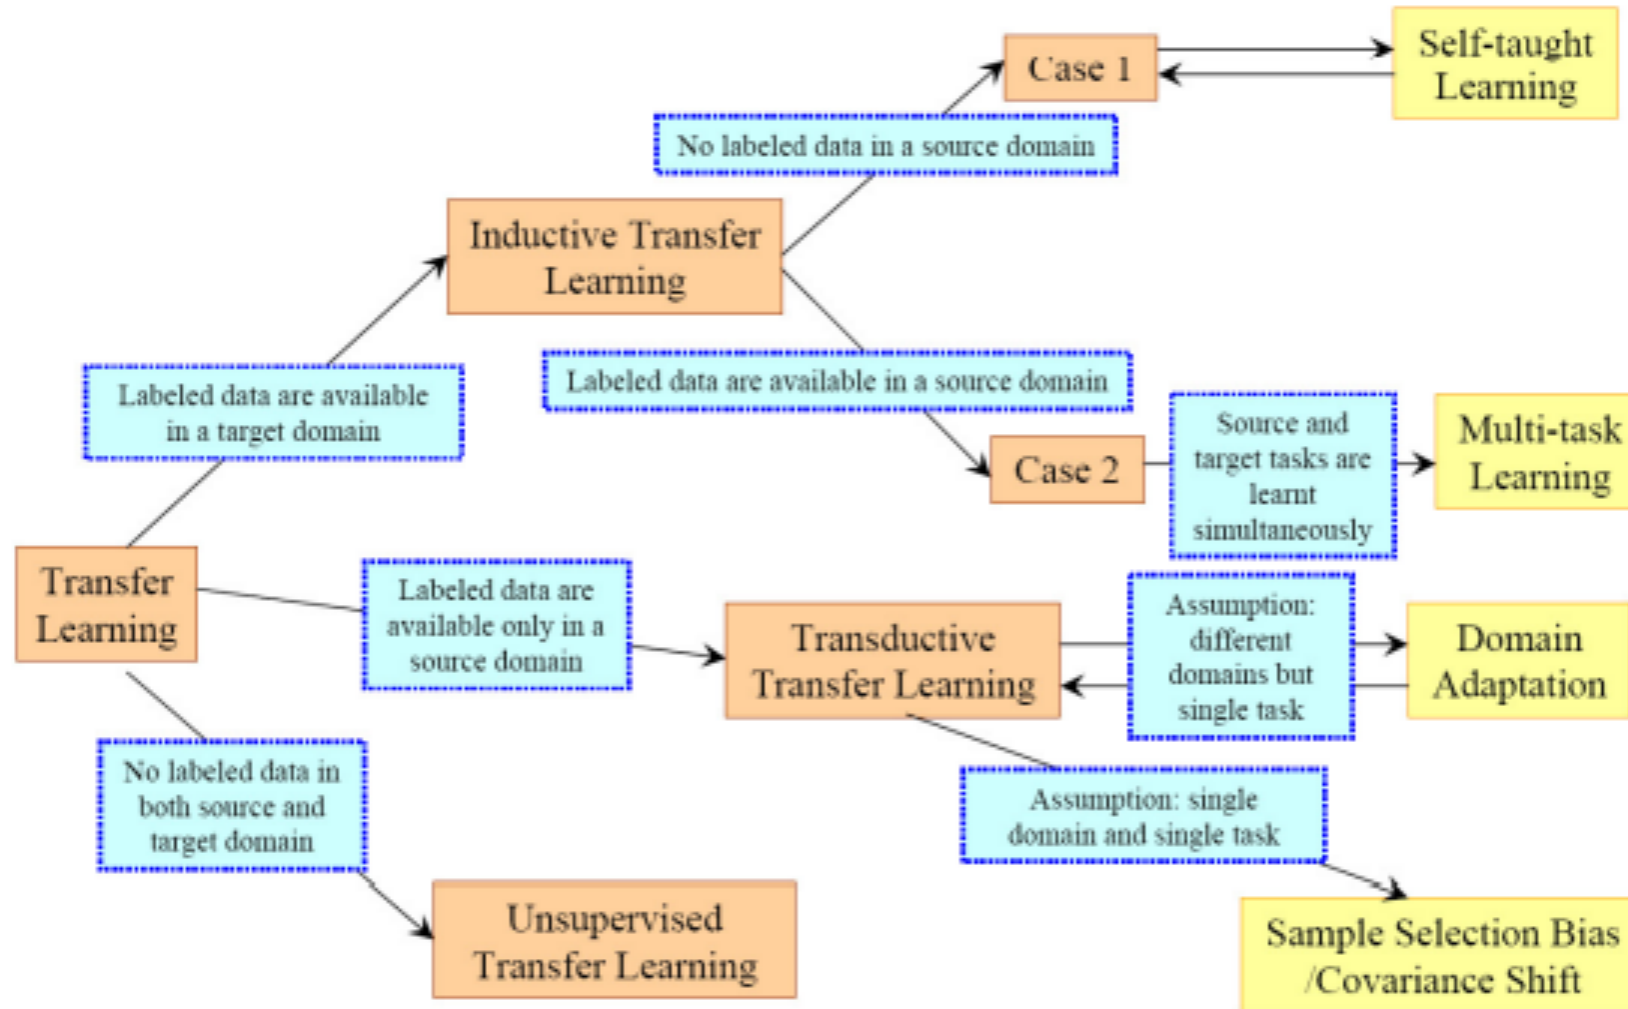 Case 1
Self-taught
Learning
No labeled data in a source domain
Inductive Transfer
Learning
Labeled data are available in a source domain
Labeled data are available
in a target domain
Case 2
Source and
target tasks are
learnt
simultaneously
Multi-task
Learning
Transfer
Learning
Labeled data are
available only in a
source domain
Transductive
Transfer Learning
Assumption:
different
domains but
single task
Domain
Adaptation
No labeled data in
both source and
target domain
Assumption: single
domain and single task
Unsupervised
Transfer Learning
Sample Selection Bias
/Covariance Shift